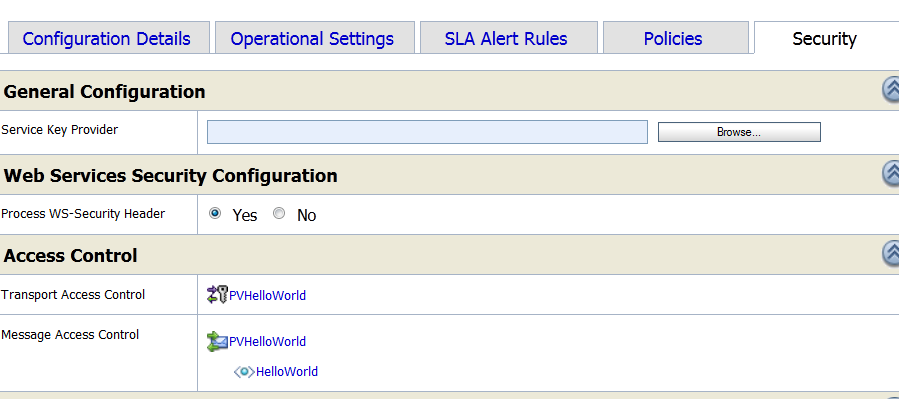 Configuration Details Operational Settings SLA Alert Rules Policies Security
General Configuration
Service Key Provider Browse...
Web Services Security Configuration
Process WS-Security Header Yes No
Access Control
Transport Access Control PVHelloWorld
Message Access Control PVHelloWorld
HelloWorld